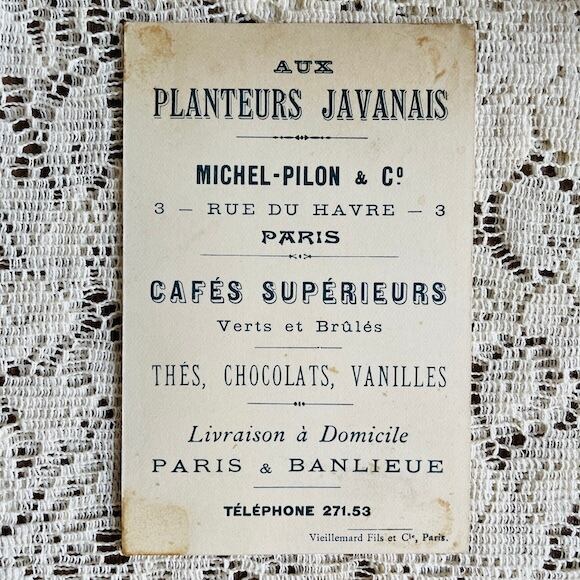 AUX
PLANTEURS JAVANAIS
MICHEL-PILON & Cº
3 — RUE DU HAVRE — 3
PARIS
CAFÉS SUPÉRIEURS
Verts et Brûlés
THÉS, CHOCOLATS, VANILLES
Livraison à Domicile
PARIS & BANLIEUE
TÉLÉPHONE 271.53
Vieillemard Fils et Cie, Paris.